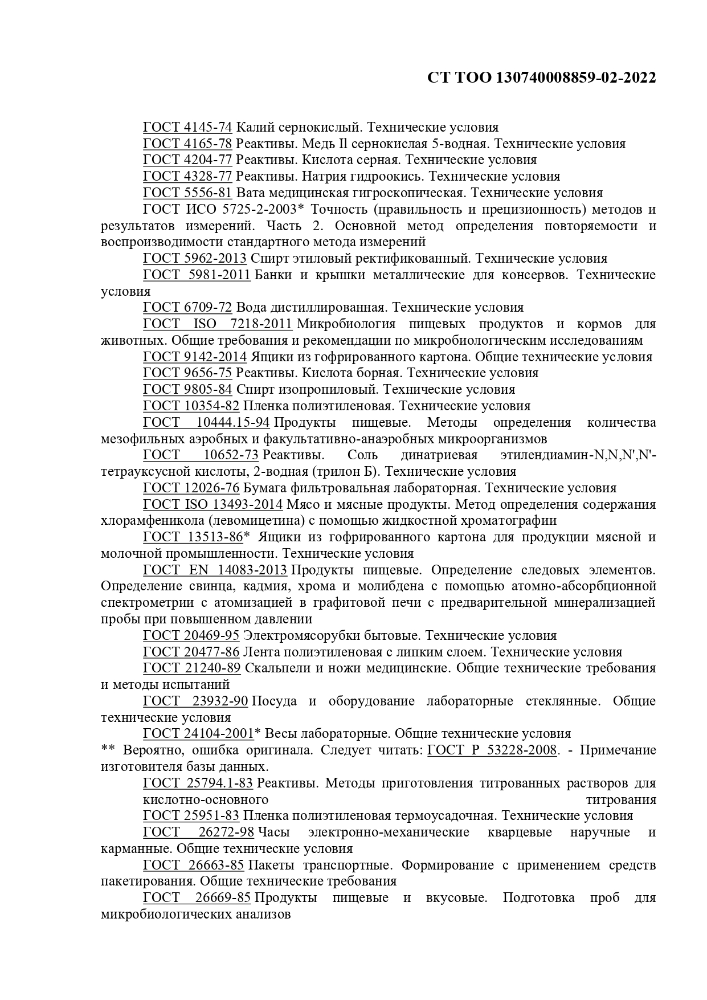 СТ ТОО 130740008859-02-2022
ГОСТ 4145-74 Калий сернокислый. Технические условия
ГОСТ 4165-78 Реактивы. Медь Il сернокислая 5-водная. Технические условия
ГОСТ 4204-77 Реактивы. Кислота серная. Технические условия
ГОСТ 4328-77 Реактивы. Натрия гидроокись. Технические условия
ГОСТ 5556-81 Вата медицинская гигроскопическая. Технические условия
ГОСТ ИСО 5725-2-2003* Точность (правильность и прецизионность) методов и
результатов измерений. Часть 2. Основной метод определения повторяемости и
воспроизводимости стандартного метода измерений
ГОСТ 5962-2013 Спирт этиловый ректификованный. Технические условия
ГОСТ 5981-2011 Банки и крышки металлические для консервов. Технические
условия
ГОСТ 6709-72 Вода дистиллированная. Технические условия
ГОСТ ISO 7218-2011 Микробиология пищевых продуктов и кормов для
животных. Общие требования и рекомендации по микробиологическим исследованиям
ГОСТ 9142-2014 Ящики из гофрированного картона. Общие технические условия
ГОСТ 9656-75 Реактивы. Кислота борная. Технические условия
ГОСТ 9805-84 Спирт изопропиловый. Технические условия
ГОСТ 10354-82 Пленка полиэтиленовая. Технические условия
ГОСТ 10444.15-94 Продукты пищевые. Методы определения количества
мезофильных аэробных и факультативно-анаэробных микроорганизмов
ГОСТ 10652-73 Реактивы. Соль динатриевая этилендиамин-N,N,N',N'-
тетрауксусной кислоты, 2-водная (трилон Б). Технические условия
ГОСТ 12026-76 Бумага фильтровальная лабораторная. Технические условия
ГОСТ ISO 13493-2014 Мясо и мясные продукты. Метод определения содержания
хлорамфеникола (левомицетина) с помощью жидкостной хроматографии
ГОСТ 13513-86* Ящики из гофрированного картона для продукции мясной и
молочной промышленности. Технические условия
ГОСТ EN 14083-2013 Продукты пищевые. Определение следовых элементов.
Определение свинца, кадмия, хрома и молибдена с помощью атомно-абсорбционной
спектрометрии с атомизацией в графитовой печи с предварительной минерализацией
пробы при повышенном давлении
ГОСТ 20469-95 Электромясорубки бытовые. Технические условия
ГОСТ 20477-86 Лента полиэтиленовая с липким слоем. Технические условия
ГОСТ 21240-89 Скальпели и ножи медицинские. Общие технические требования
и методы испытаний
ГОСТ 23932-90 Посуда и оборудование лабораторные стеклянные. Общие
технические условия
ГОСТ 24104-2001* Весы лабораторные. Общие технические условия
** Вероятно, ошибка оригинала. Следует читать: ГОСТ Р 53228-2008. - Примечание
изготовителя базы данных.
ГОСТ 25794.1-83 Реактивы. Методы приготовления титрованных растворов для
кислотно-основного титрования
ГОСТ 25951-83 Пленка полиэтиленовая термоусадочная. Технические условия
ГОСТ 26272-98 Часы электронно-механические кварцевые наручные и
карманные. Общие технические условия
ГОСТ 26663-85 Пакеты транспортные. Формирование с применением средств
пакетирования. Общие технические требования
ГОСТ 26669-85 Продукты пищевые и вкусовые. Подготовка проб для
микробиологических анализов